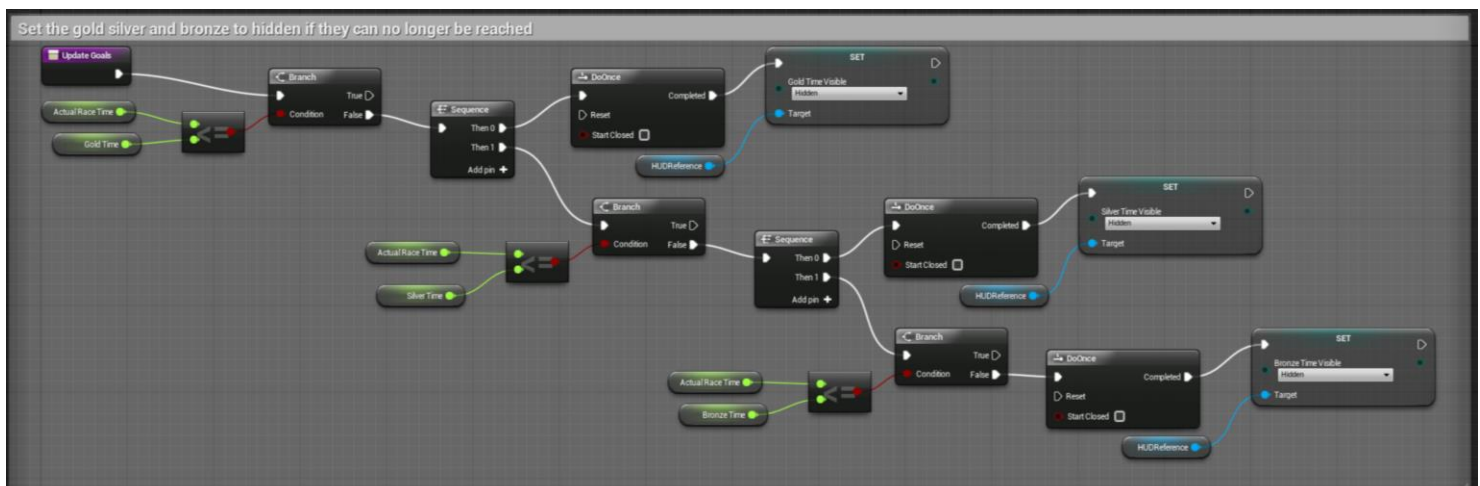 Set the gold silver and bronze to hidden if they can no longer be reached
Update Goals
Actual Race Time
Gold Time
<=
Branch
True
Condition False
Sequence
Then 0
Then 1
Add pin +
DoOnce
Completed
Reset
Start Closed
HUDReference
SET
Gold Time Visible
Hidden
Target
Actual Race Time
Silver Time
<=
Branch
True
Condition False
Sequence
Then 0
Then 1
Add pin +
DoOnce
Completed
Reset
Start Closed
HUDReference
SET
Silver Time Visible
Hidden
Target
Actual Race Time
Bronze Time
<=
Branch
True
Condition False
DoOnce
Completed
Reset
Start Closed
HUDReference
SET
Bronze Time Visible
Hidden
Target